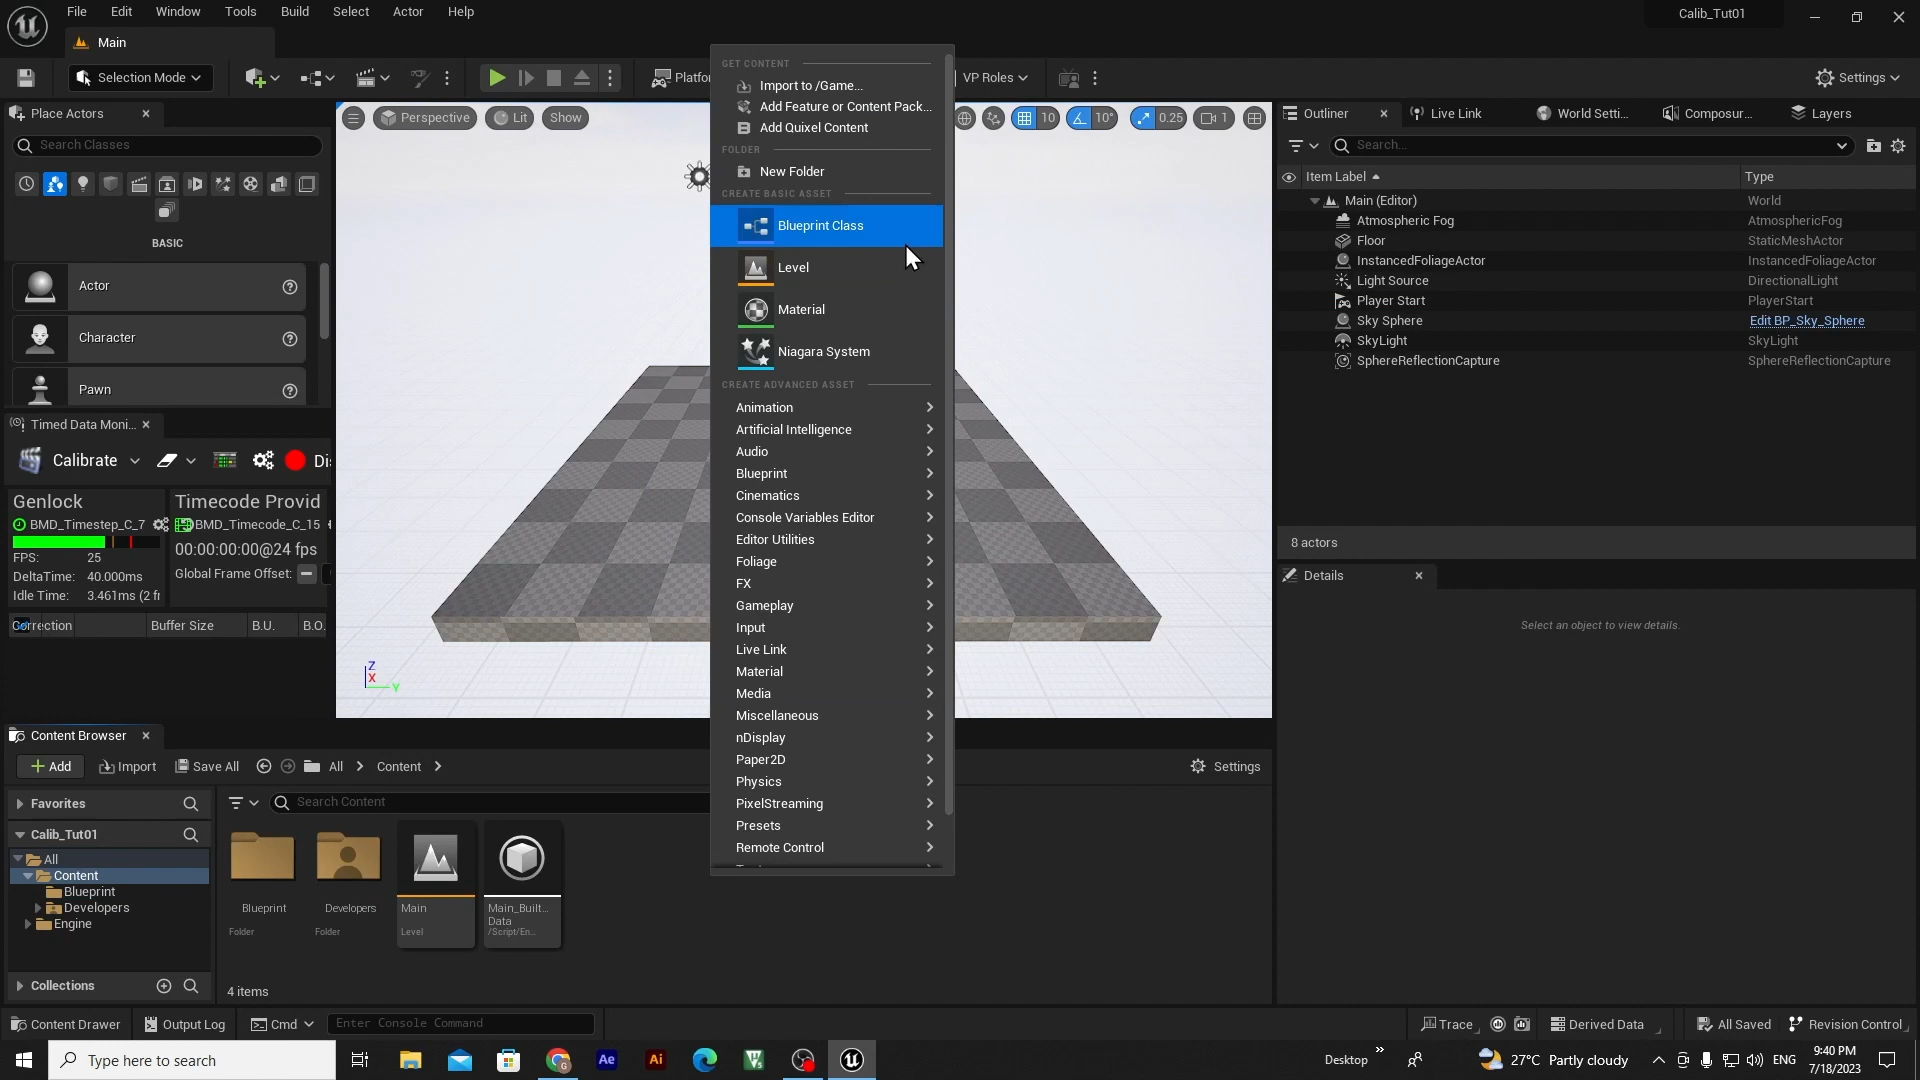 File Edit Window Tools Build Select Actor Help
Calib_Tut01
Main
Selection Mode
Platfo
VP Roles
Settings
Place Actors
Search Classes
BASIC
Actor
Character
Pawn
Timed Data Moni...
Calibrate
Di
Genlock
BMD_Timestep_C_7
FPS: 25
DeltaTime: 40.000ms
Idle Time: 3.461ms (2 fr
Timecode Provid
BMD_Timecode_C_15
00:00:00:00@24 fps
Global Frame Offset:
Correction Buffer Size B.U. B.O.
Perspective Lit Show
10 10° 0.25 1
Z
X
Y
GET CONTENT
Import to /Game...
Add Feature or Content Pack...
Add Quixel Content
FOLDER
New Folder
CREATE BASIC ASSET
Blueprint Class
Level
Material
Niagara System
CREATE ADVANCED ASSET
Animation
Artificial Intelligence
Audio
Blueprint
Cinematics
Console Variables Editor
Editor Utilities
Foliage
FX
Gameplay
Input
Live Link
Material
Media
Miscellaneous
nDisplay
Paper2D
Physics
PixelStreaming
Presets
Remote Control
Outliner Live Link World Setti... Composur... Layers
Search...
Item Label Type
Main (Editor) World
Atmospheric Fog AtmosphericFog
Floor StaticMeshActor
InstancedFoliageActor InstancedFoliageActor
Light Source DirectionalLight
Player Start PlayerStart
Sky Sphere Edit BP_Sky_Sphere
SkyLight SkyLight
SphereReflectionCapture SphereReflectionCapture
8 actors
Details
Select an object to view details.
Content Browser
Add Import Save All All Content Settings
Favorites
Calib_Tut01
All
Content
Blueprint
Developers
Engine
Collections
Search Content
Blueprint
Folder
Developers
Folder
Main
Level
Main_Built...
Data
/Script/En...
4 items
Content Drawer Output Log Cmd Enter Console Command
Trace Derived Data All Saved Revision Control
Type here to search
Ae Ai
Desktop
27°C Partly cloudy
ENG
9:40 PM
7/18/2023